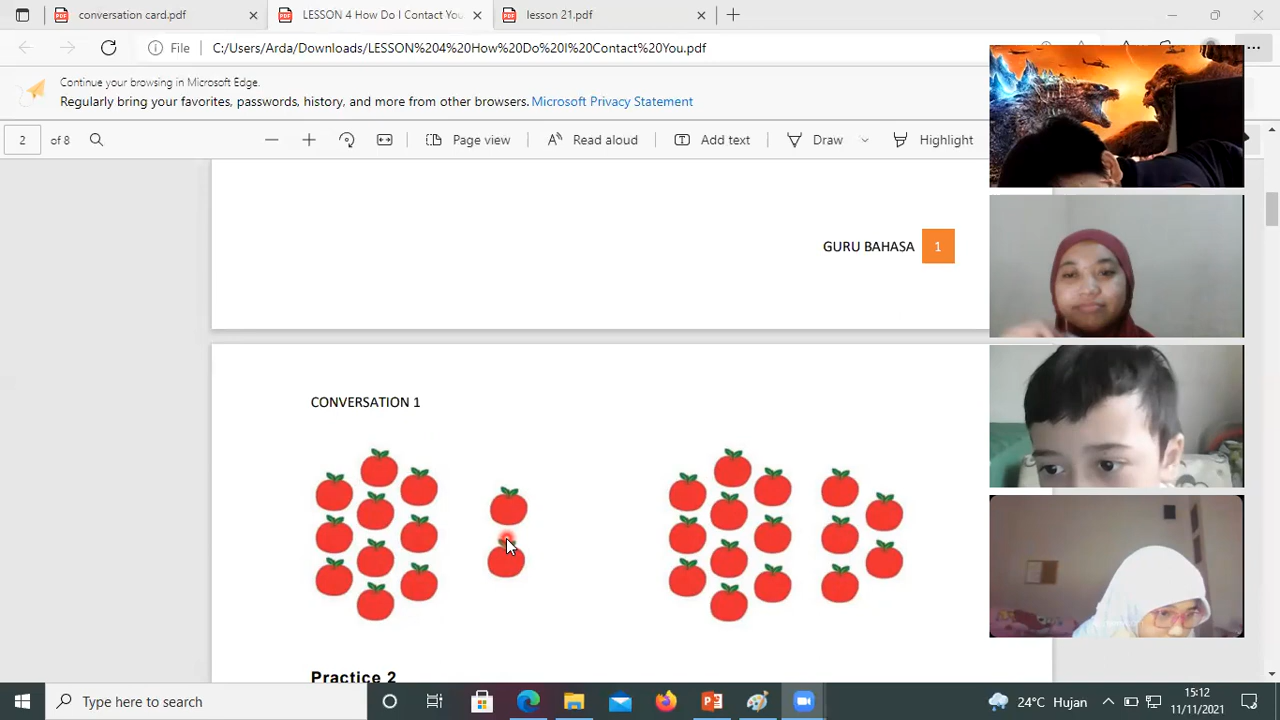 conversation card.pdf
LESSON 4 How Do I Contact You
lesson 21.pdf
File
C:/Users/Arda/Downloads/LESSON%204%20How%20Do%20I%20Contact%20You.pdf
Continue your browsing in Microsoft Edge.
Regularly bring your favorites, passwords, history, and more from other browsers. Microsoft Privacy Statement
2 of 8
Page view
Read aloud
Add text
Draw
Highlight
GURU BAHASA 1
CONVERSATION 1
Practice 2
Type here to search
24°C Hujan
15:12
11/11/2021